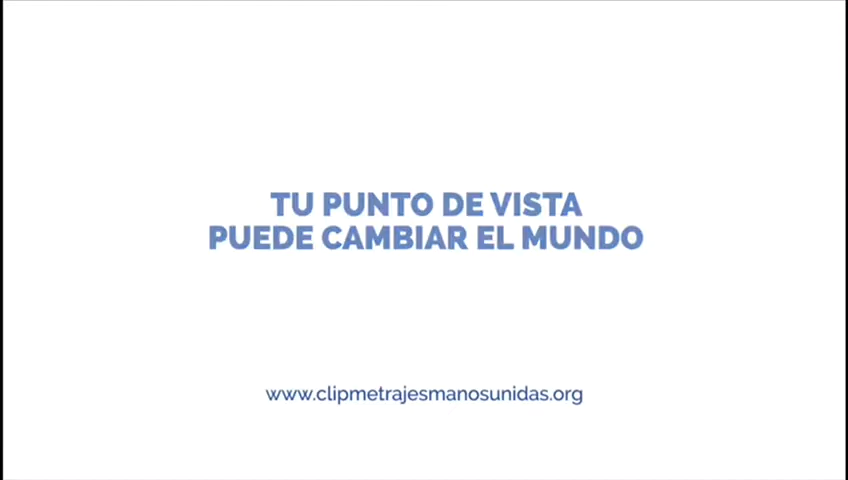 TU PUNTO DE VISTA
PUEDE CAMBIAR EL MUNDO
www.clipmetrajesmanosunidas.org